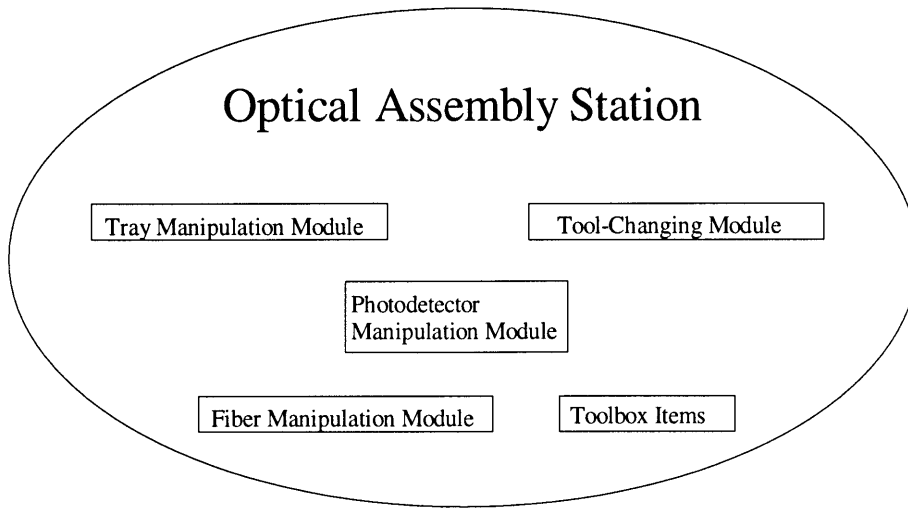 Optical Assembly Station
Tray Manipulation Module
Tool-Changing Module
Photodetector
Manipulation Module
Fiber Manipulation Module
Toolbox Items